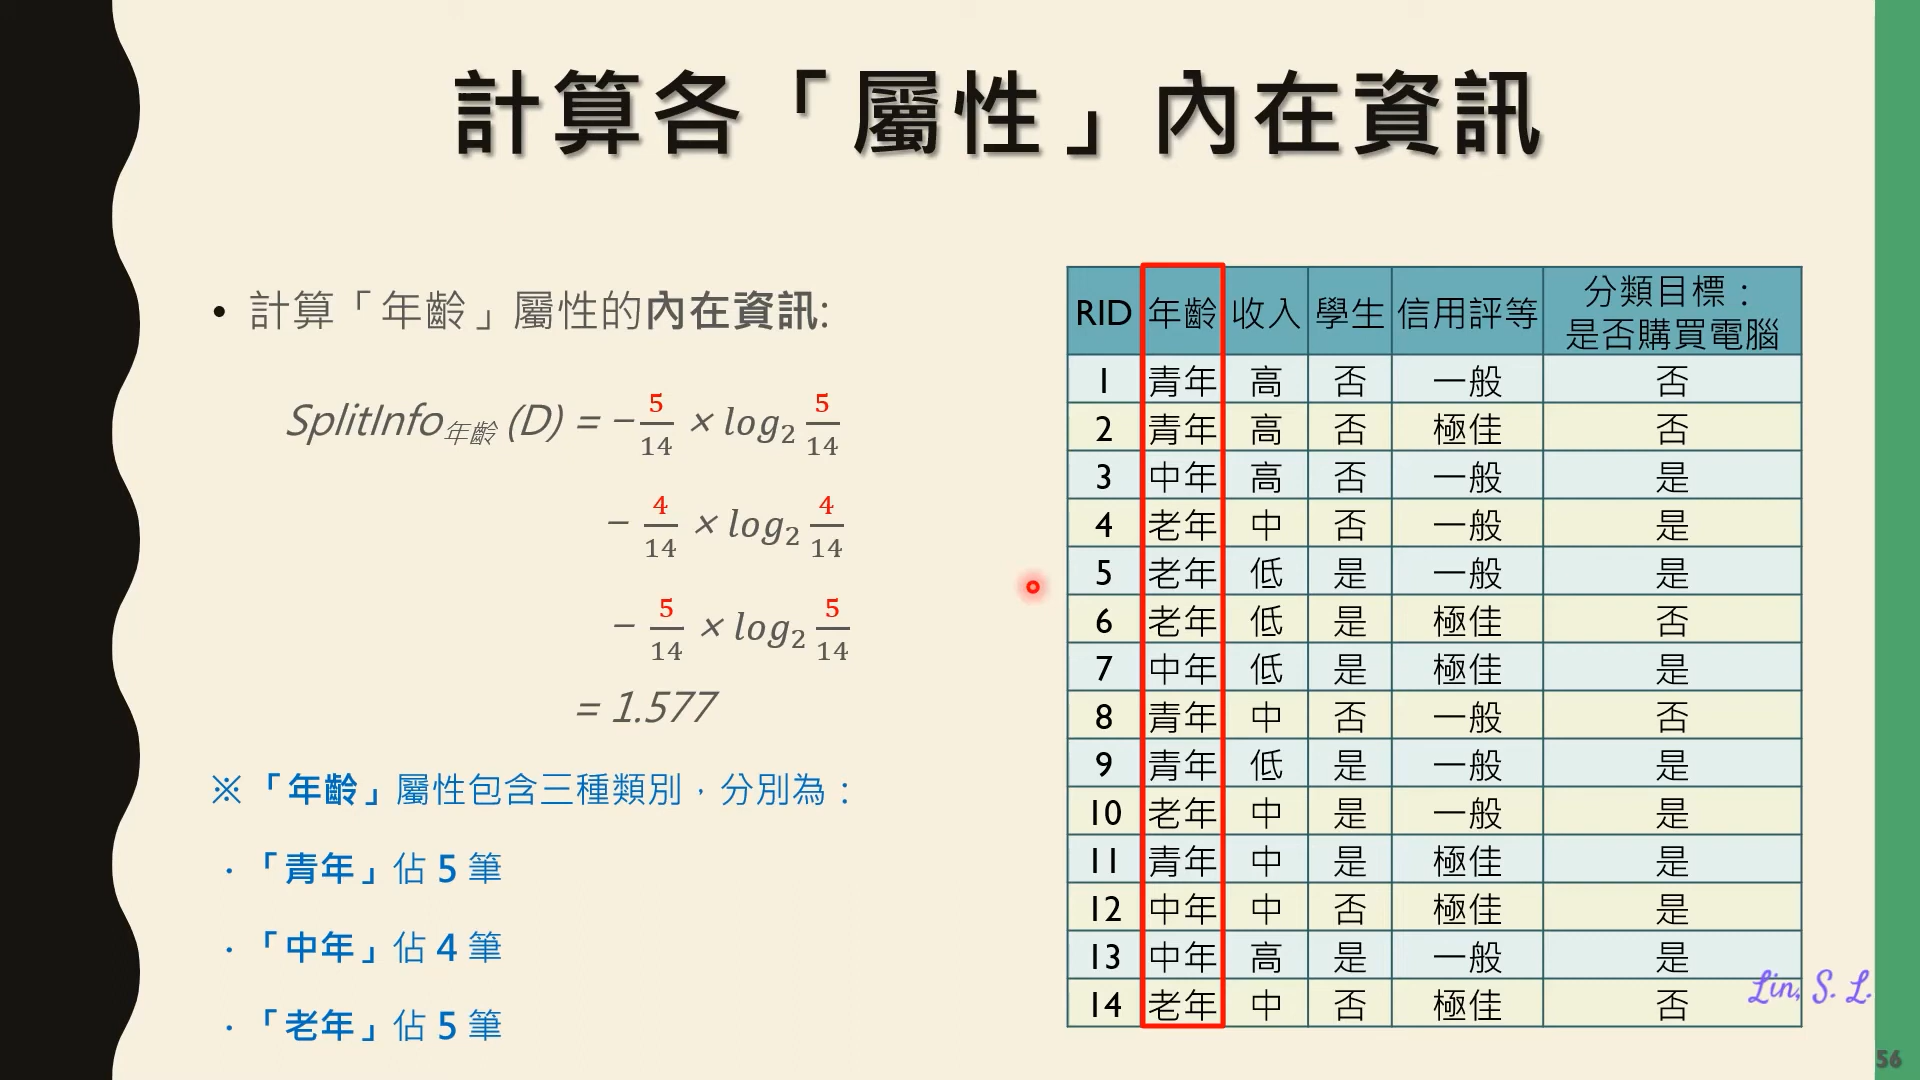 計算各「屬性」內在資訊
• 計算「年齡」屬性的內在資訊:
SplitInfo年齡 (D) = − 5/14 × log₂ 5/14
− 4/14 × log₂ 4/14
− 5/14 × log₂ 5/14
= 1.577
※「年齡」屬性包含三種類別，分別為：
．「青年」佔 5 筆
．「中年」佔 4 筆
．「老年」佔 5 筆
RID 年齡 收入 學生 信用評等 分類目標：
是否購買電腦
1 青年 高 否 一般 否
2 青年 高 否 極佳 否
3 中年 高 否 一般 是
4 老年 中 否 一般 是
5 老年 低 是 一般 是
6 老年 低 是 極佳 否
7 中年 低 是 極佳 是
8 青年 中 否 一般 否
9 青年 低 是 一般 是
10 老年 中 是 一般 是
11 青年 中 是 極佳 是
12 中年 中 否 極佳 是
13 中年 高 是 一般 是
14 老年 中 否 極佳 否
Lin, S. L.
56